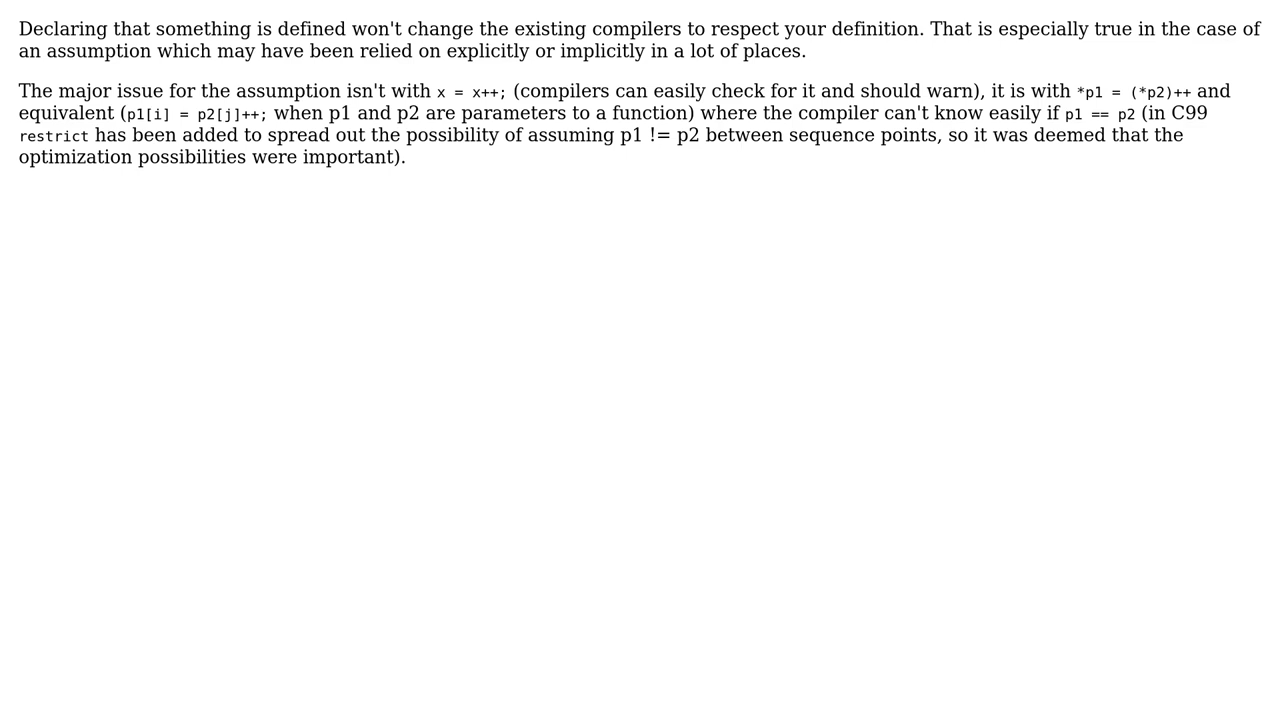 Declaring that something is defined won't change the existing compilers to respect your definition. That is especially true in the case of
an assumption which may have been relied on explicitly or implicitly in a lot of places.
The major issue for the assumption isn't with x = x++; (compilers can easily check for it and should warn), it is with *p1 = (*p2)++ and
equivalent (p1[i] = p2[j]++; when p1 and p2 are parameters to a function) where the compiler can't know easily if p1 == p2 (in C99
restrict has been added to spread out the possibility of assuming p1 != p2 between sequence points, so it was deemed that the
optimization possibilities were important).